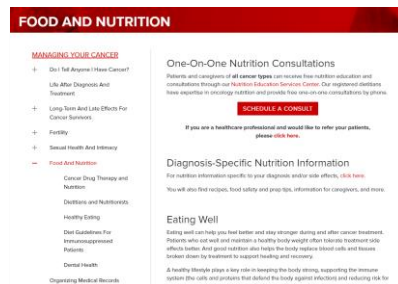 FOOD AND NUTRITION
MANAGING YOUR CANCER
+ Do I Tell Anyone I Have Cancer?
Life After Diagnosis And
Treatment
+ Long-Term And Late Effects For
Cancer Survivors
+ Fertility
+ Sexual Health And Intimacy
— Food And Nutrition
Cancer Drug Therapy and
Nutrition
Dietitians and Nutritionists
Healthy Eating
Diet Guidelines For
Immunosuppressed
Patients
Dental Health
Organizing Medical Records
One-On-One Nutrition Consultations
Patients and caregivers of all cancer types can receive free nutrition education and
consultations through our Nutrition Education Services Center. Our registered dietitians
have expertise in oncology nutrition and provide free one-on-one consultations by phone.
SCHEDULE A CONSULT
If you are a healthcare professional and would like to refer your patients,
please click here.
Diagnosis-Specific Nutrition Information
For nutrition information specific to your diagnosis and/or side effects, click here.
You will also find recipes, food safety and prep tips, information for caregivers, and more.
Eating Well
Eating well can help you feel better and stay stronger during and after cancer treatment.
Patients who eat well and maintain a healthy body weight often tolerate treatment side
effects better. And good nutrition also helps the body replace blood cells and tissues
broken down by treatment to support healing and recovery.
A healthy lifestyle plays a key role in keeping the body strong, supporting the immune
system (the cells and proteins that defend the body against infection) and reducing risk for